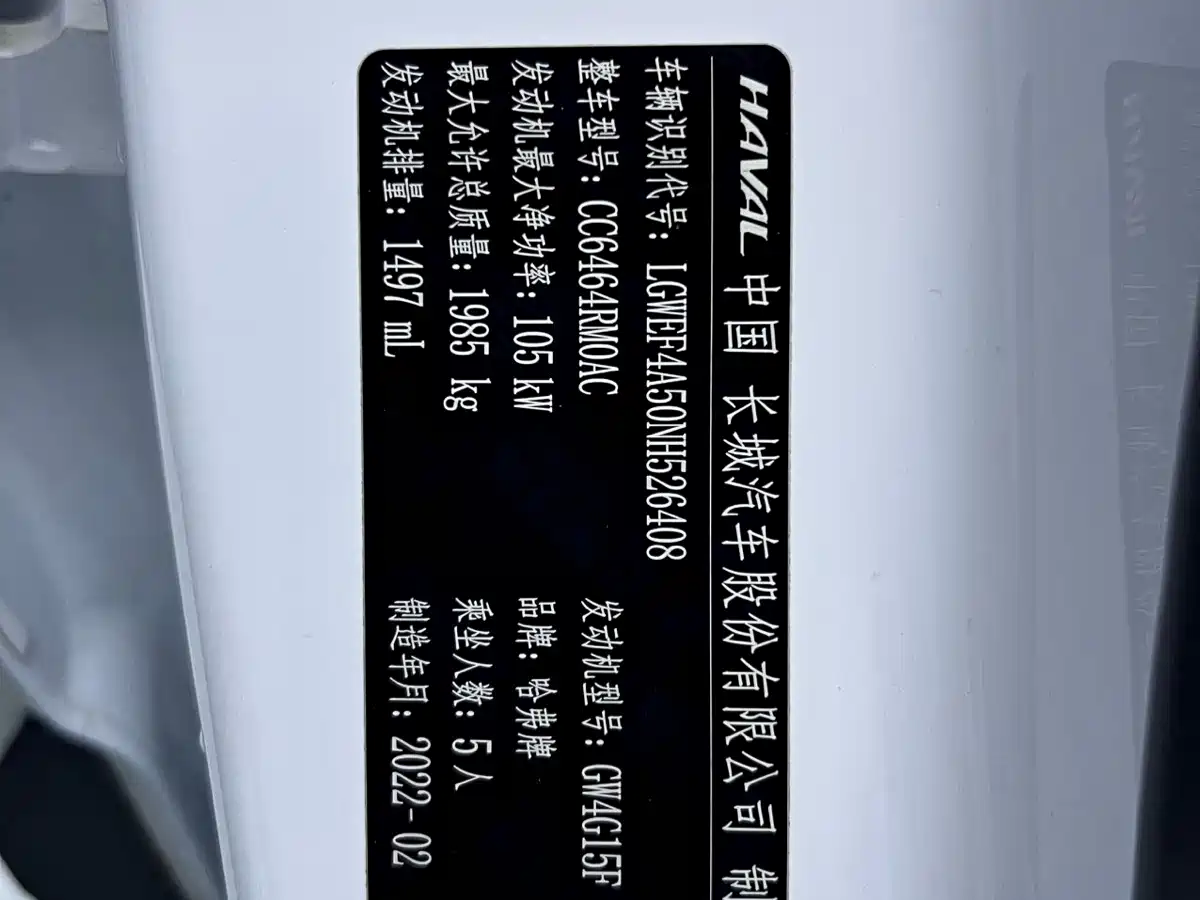 HAVAL 中国 长城汽车股份有限公司 制
车辆识别代号：LGWEF4A50NH526408
整车型号：CC6464RM0AC 发动机型号：GW4G15F
发动机最大净功率：105 kW 品牌：哈弗牌
最大允许总质量：1985 kg 乘坐人数：5 人
发动机排量：1497 mL 制造年月：2022-02